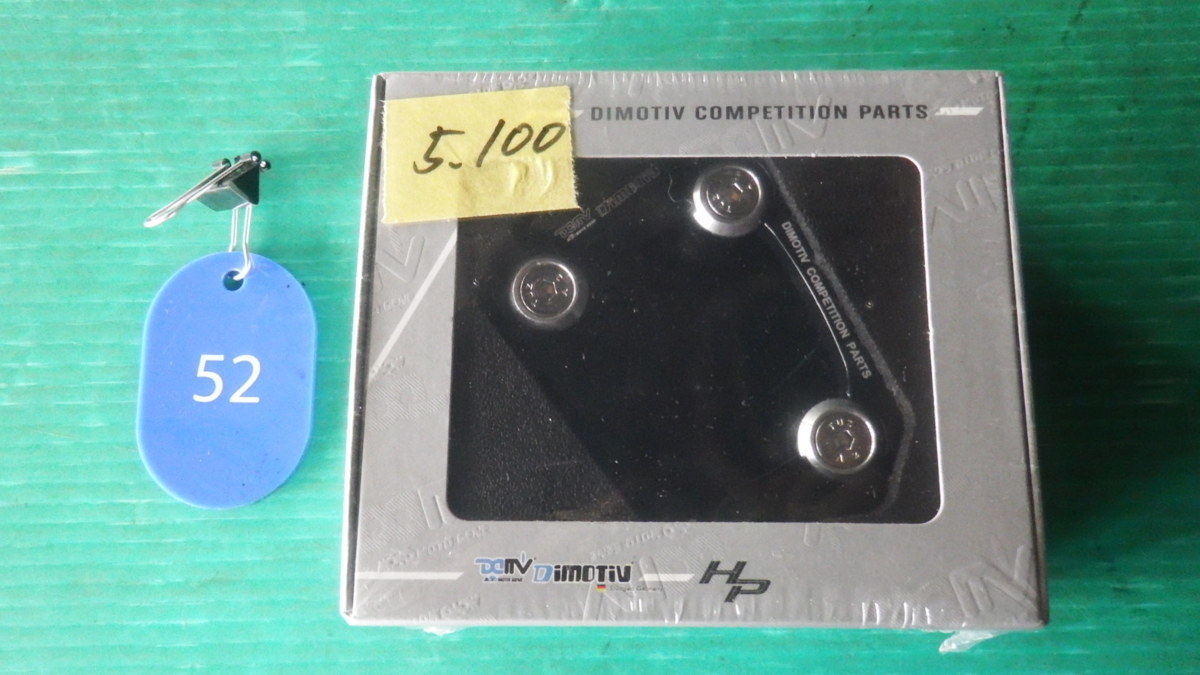 DIMOTIV COMPETITION PARTS
5.100
DIMOTIV COMPETITION PARTS
52
DIMOTIV
HP